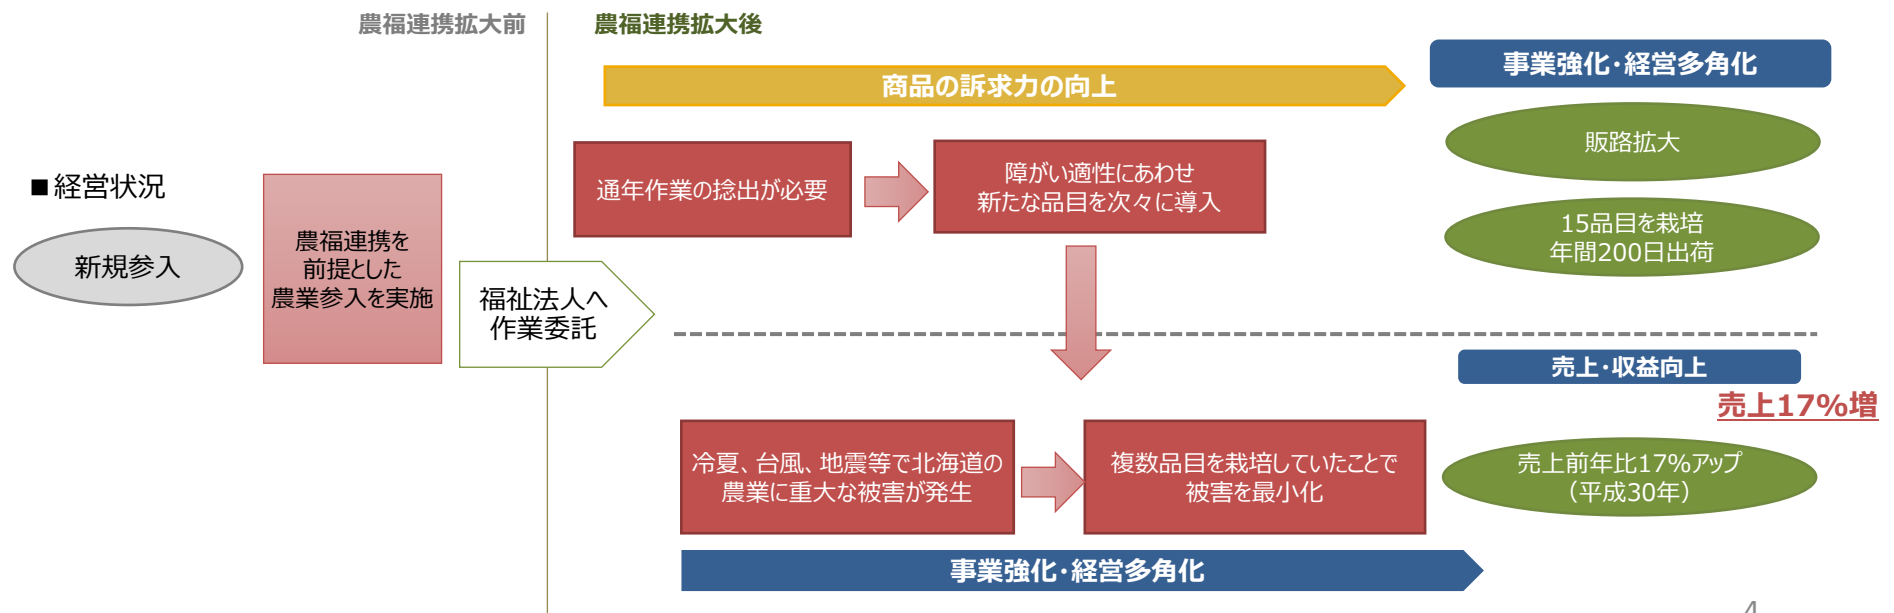 農福連携拡大前
農福連携拡大後
商品の訴求力の向上
事業強化・経営多角化
■経営状況
新規参入
農福連携を
前提とした
農業参入を実施
福祉法人へ
作業委託
通年作業の捻出が必要
障がい適性にあわせ
新たな品目を次々に導入
販路拡大
15品目を栽培
年間200日出荷
売上・収益向上
売上17%増
冷夏、台風、地震等で北海道の
農業に重大な被害が発生
複数品目を栽培していたことで
被害を最小化
売上前年比17%アップ
（平成30年）
事業強化・経営多角化
4